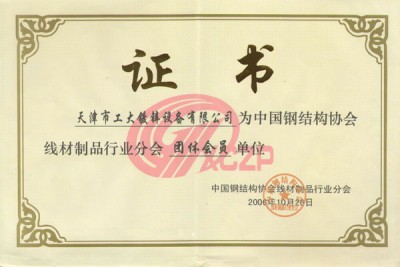 证 书
天津市工大镀锌设备有限公司 为中国钢结构协会
线材制品行业分会 团体会员 单位
中国钢结构协会线材制品行业分会
2006年10月26日